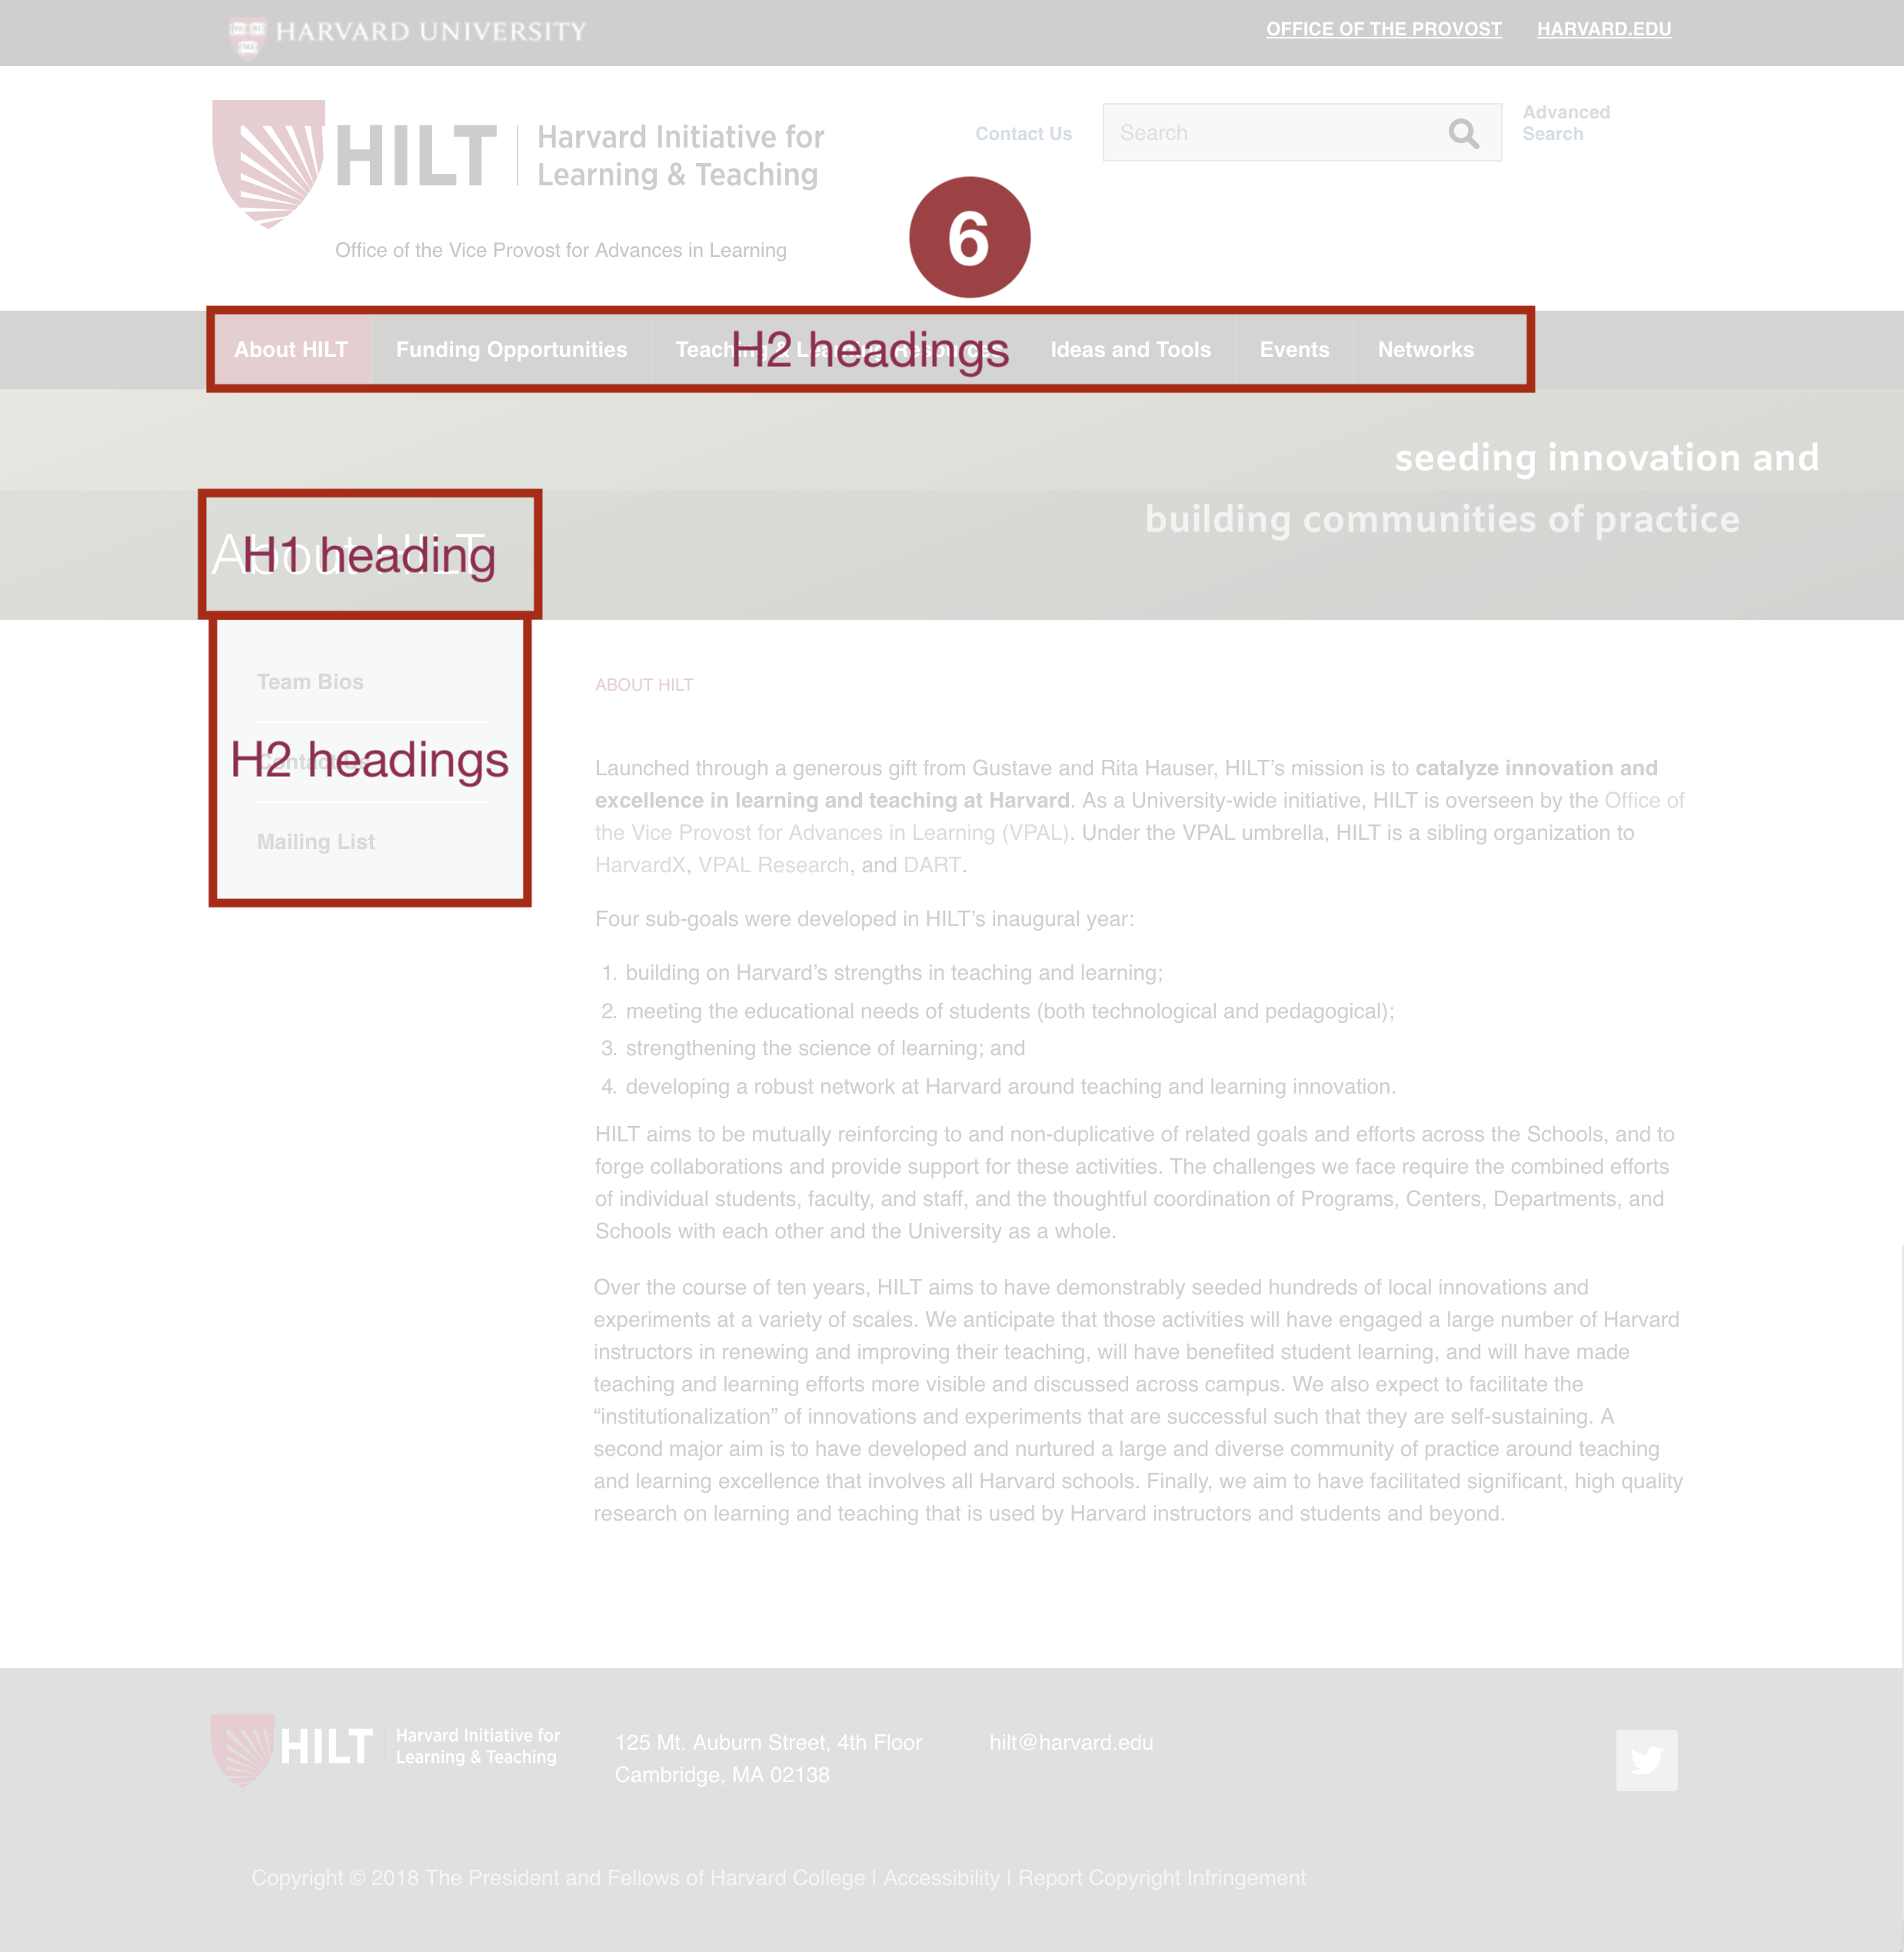 HARVARD UNIVERSITY
OFFICE OF THE PROVOST
HARVARD.EDU
HILT
Harvard Initiative for
Learning & Teaching
Contact Us
Search
Advanced
Search
Office of the Vice Provost for Advances in Learning
6
About HILT
Funding Opportunities
Teaching & Learning Resources
H2 headings
Ideas and Tools
Events
Networks
seeding innovation and
building communities of practice
About HILT
H1 heading
Team Bios
Contact Us
H2 headings
Mailing List
ABOUT HILT
Launched through a generous gift from Gustave and Rita Hauser, HILT’s mission is to catalyze innovation and
excellence in learning and teaching at Harvard. As a University-wide initiative, HILT is overseen by the Office of
the Vice Provost for Advances in Learning (VPAL). Under the VPAL umbrella, HILT is a sibling organization to
HarvardX, VPAL Research, and DART.
Four sub-goals were developed in HILT’s inaugural year:
1. building on Harvard’s strengths in teaching and learning;
2. meeting the educational needs of students (both technological and pedagogical);
3. strengthening the science of learning; and
4. developing a robust network at Harvard around teaching and learning innovation.
HILT aims to be mutually reinforcing to and non-duplicative of related goals and efforts across the Schools, and to
forge collaborations and provide support for these activities. The challenges we face require the combined efforts
of individual students, faculty, and staff, and the thoughtful coordination of Programs, Centers, Departments, and
Schools with each other and the University as a whole.
Over the course of ten years, HILT aims to have demonstrably seeded hundreds of local innovations and
experiments at a variety of scales. We anticipate that those activities will have engaged a large number of Harvard
instructors in renewing and improving their teaching, will have benefited student learning, and will have made
teaching and learning efforts more visible and discussed across campus. We also expect to facilitate the
“institutionalization” of innovations and experiments that are successful such that they are self-sustaining. A
second major aim is to have developed and nurtured a large and diverse community of practice around teaching
and learning excellence that involves all Harvard schools. Finally, we aim to have facilitated significant, high quality
research on learning and teaching that is used by Harvard instructors and students and beyond.
HILT
Harvard Initiative for
Learning & Teaching
125 Mt. Auburn Street, 4th Floor
Cambridge, MA 02138
hilt@harvard.edu
Copyright © 2018 The President and Fellows of Harvard College | Accessibility | Report Copyright Infringement